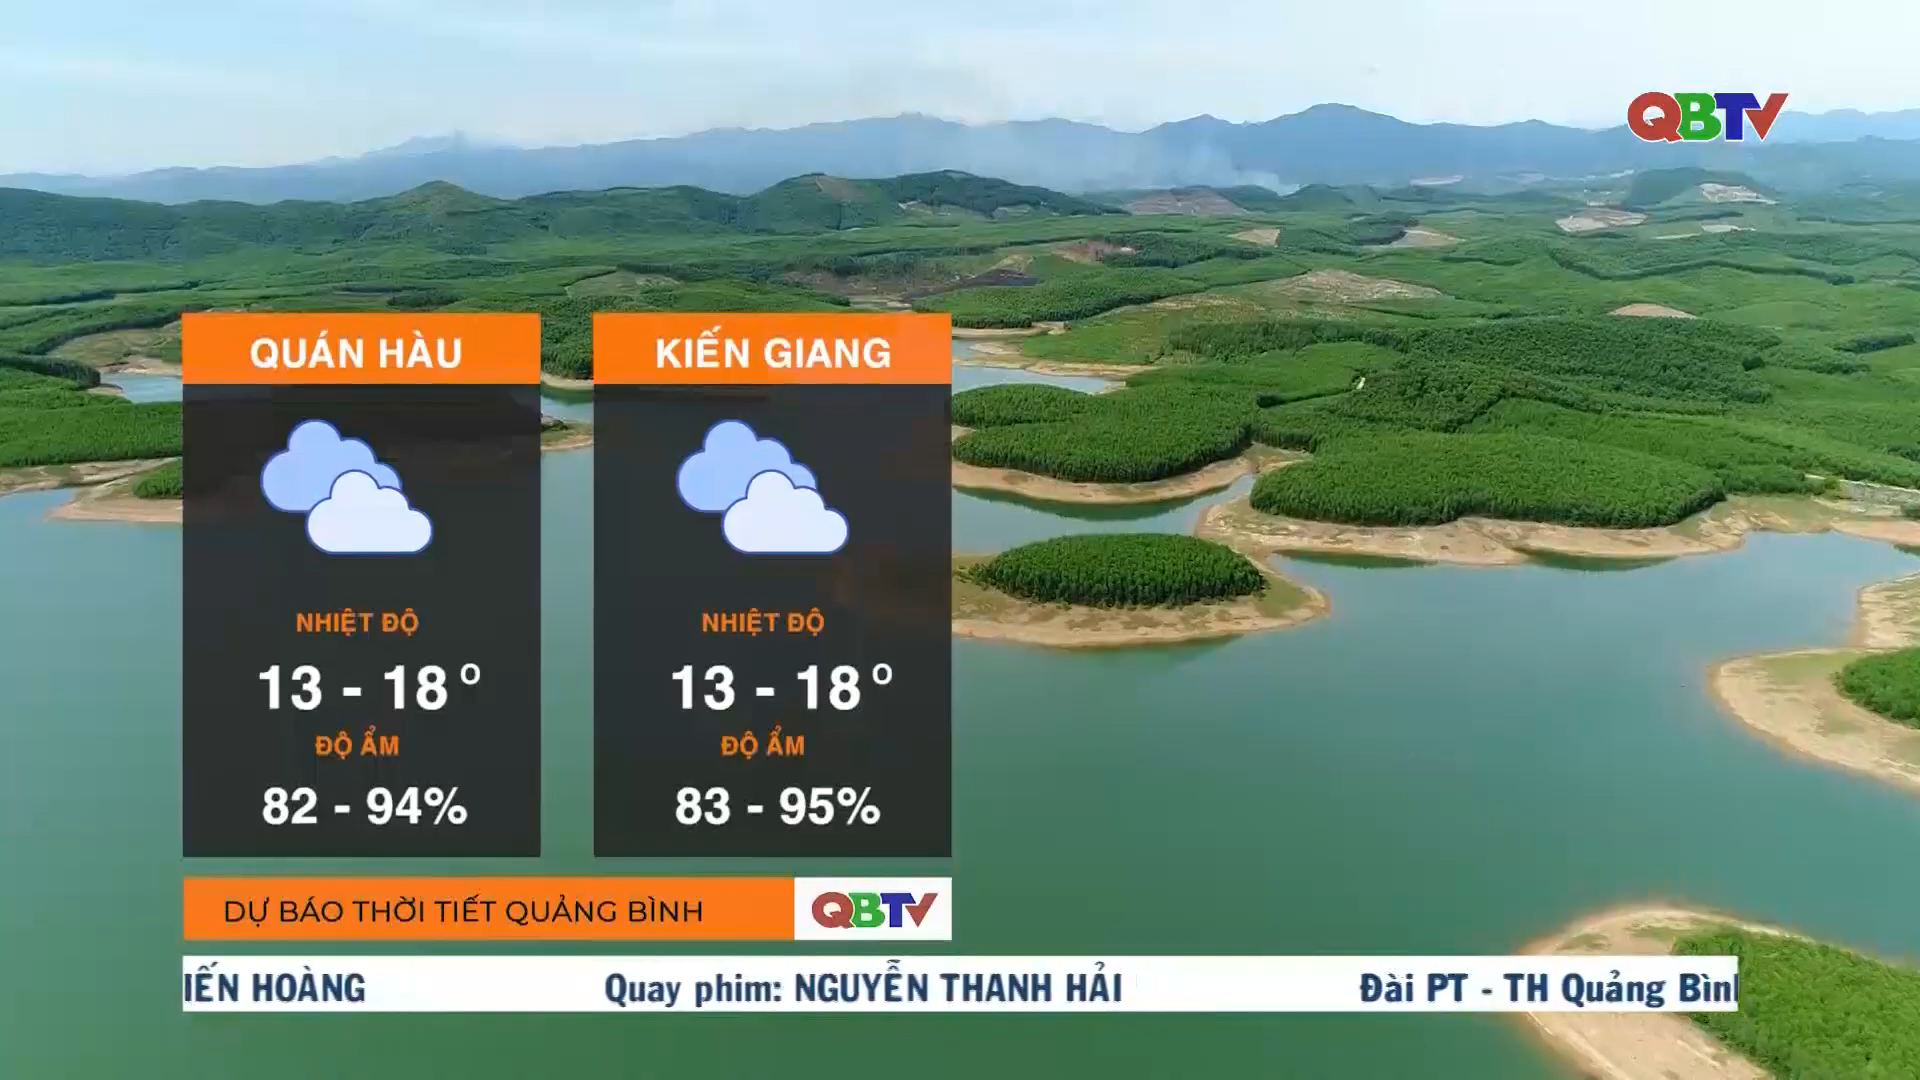 QBTV
QUÁN HÀU
NHIỆT ĐỘ
13 - 18°
ĐỘ ẨM
82 - 94%
KIẾN GIANG
NHIỆT ĐỘ
13 - 18°
ĐỘ ẨM
83 - 95%
DỰ BÁO THỜI TIẾT QUẢNG BÌNH QBTV
IẾN HOÀNG Quay phim: NGUYỄN THANH HẢI Đài PT - TH Quảng Bình